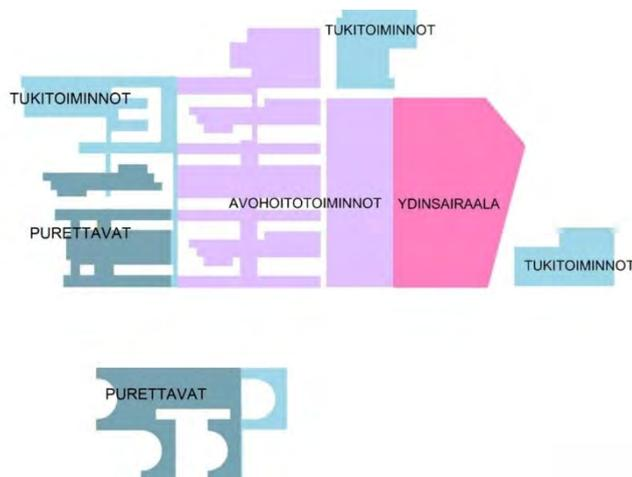 TUKITOIMINNOT
TUKITOIMINNOT
AVOHOITOTOIMINNOT
YDINSAIRAALA
PURETTAVAT
TUKITOIMINNOT
PURETTAVAT